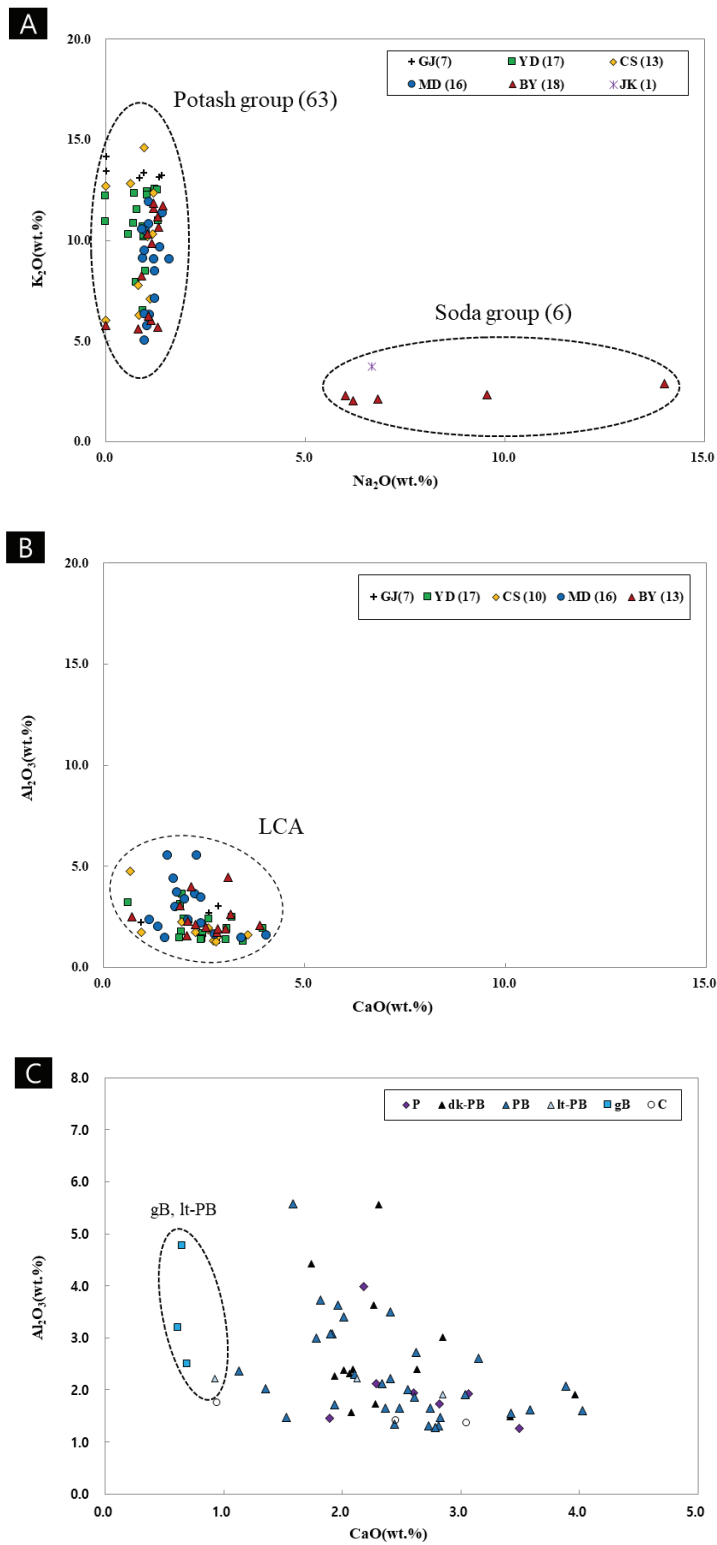 A
20.0
GJ(7) YD (17) CS (13)
MD (16) BY (18) JK (1)
Potash group (63)
15.0
K₂O(wt.%)
10.0
Soda group (6)
5.0
0.0
0.0 5.0 10.0 15.0
Na₂O(wt.%)
B
20.0
GJ(7) YD (17) CS (10) MD (16) BY (13)
15.0
Al₂O₃(wt.%)
10.0
LCA
5.0
0.0
0.0 5.0 10.0 15.0
CaO(wt.%)
C
8.0
P dk-PB PB lt-PB gB C
7.0
6.0
gB, lt-PB
5.0
Al₂O₃(wt.%)
4.0
3.0
2.0
1.0
0.0
0.0 1.0 2.0 3.0 4.0 5.0
CaO(wt.%)